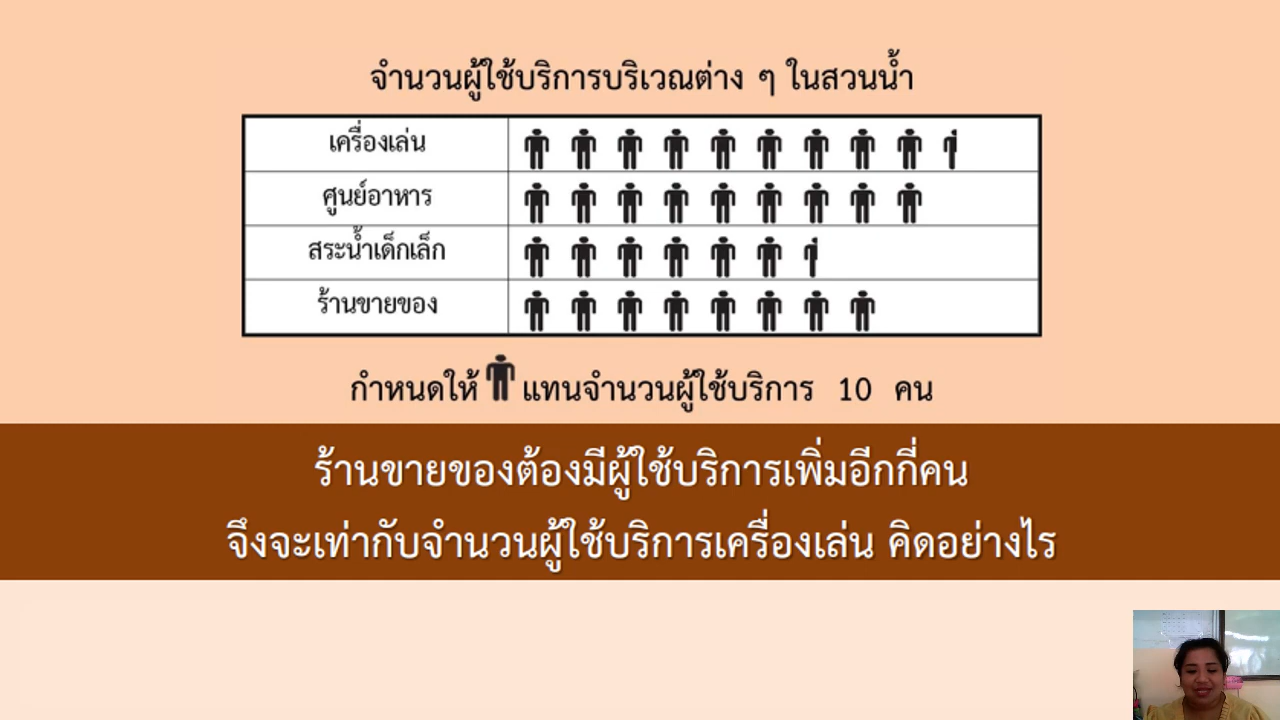 จำนวนผู้ใช้บริการบริเวณต่าง ๆ ในสวนน้ำ
เครื่องเล่น
ศูนย์อาหาร
สระน้ำเด็กเล็ก
ร้านขายของ
กำหนดให้ แทนจำนวนผู้ใช้บริการ 10 คน
ร้านขายของต้องมีผู้ใช้บริการเพิ่มอีกกี่คน
จึงจะเท่ากับจำนวนผู้ใช้บริการเครื่องเล่น คิดอย่างไร